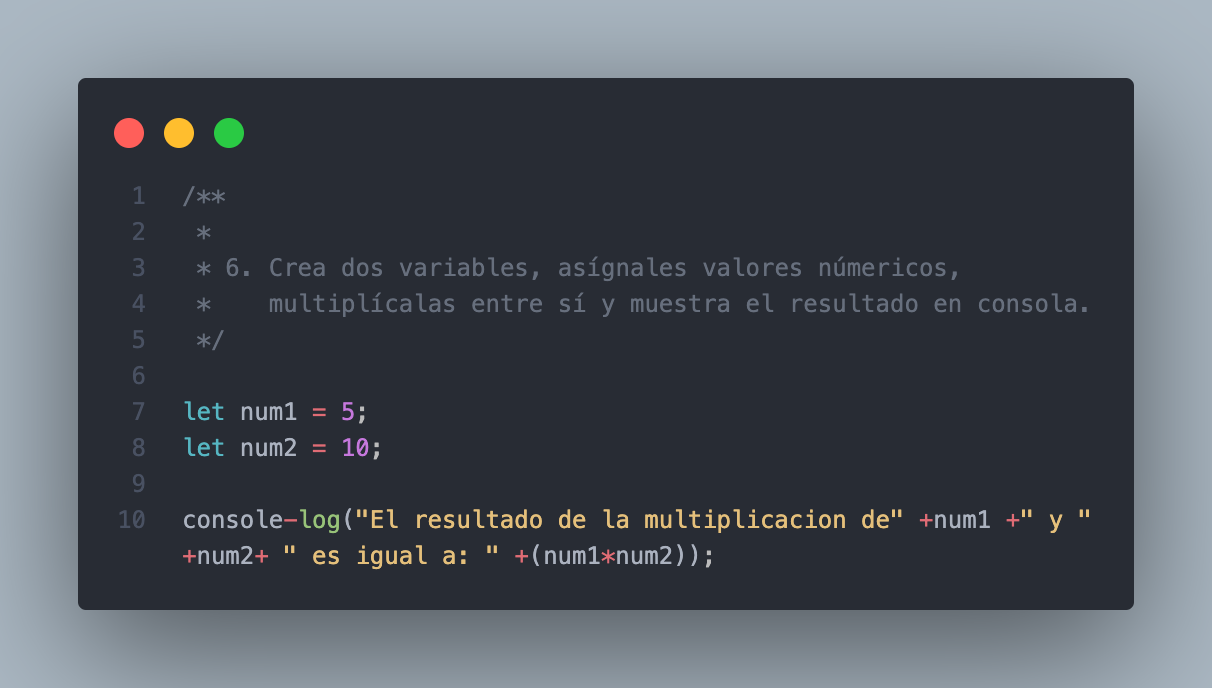 1 /**
2 *
3 * 6. Crea dos variables, asígnales valores númericos,
4 * multiplícalas entre sí y muestra el resultado en consola.
5 */
6
7 let num1 = 5;
8 let num2 = 10;
9
10 console-log("El resultado de la multiplicacion de" +num1 +" y "
+num2+ " es igual a: " +(num1*num2));